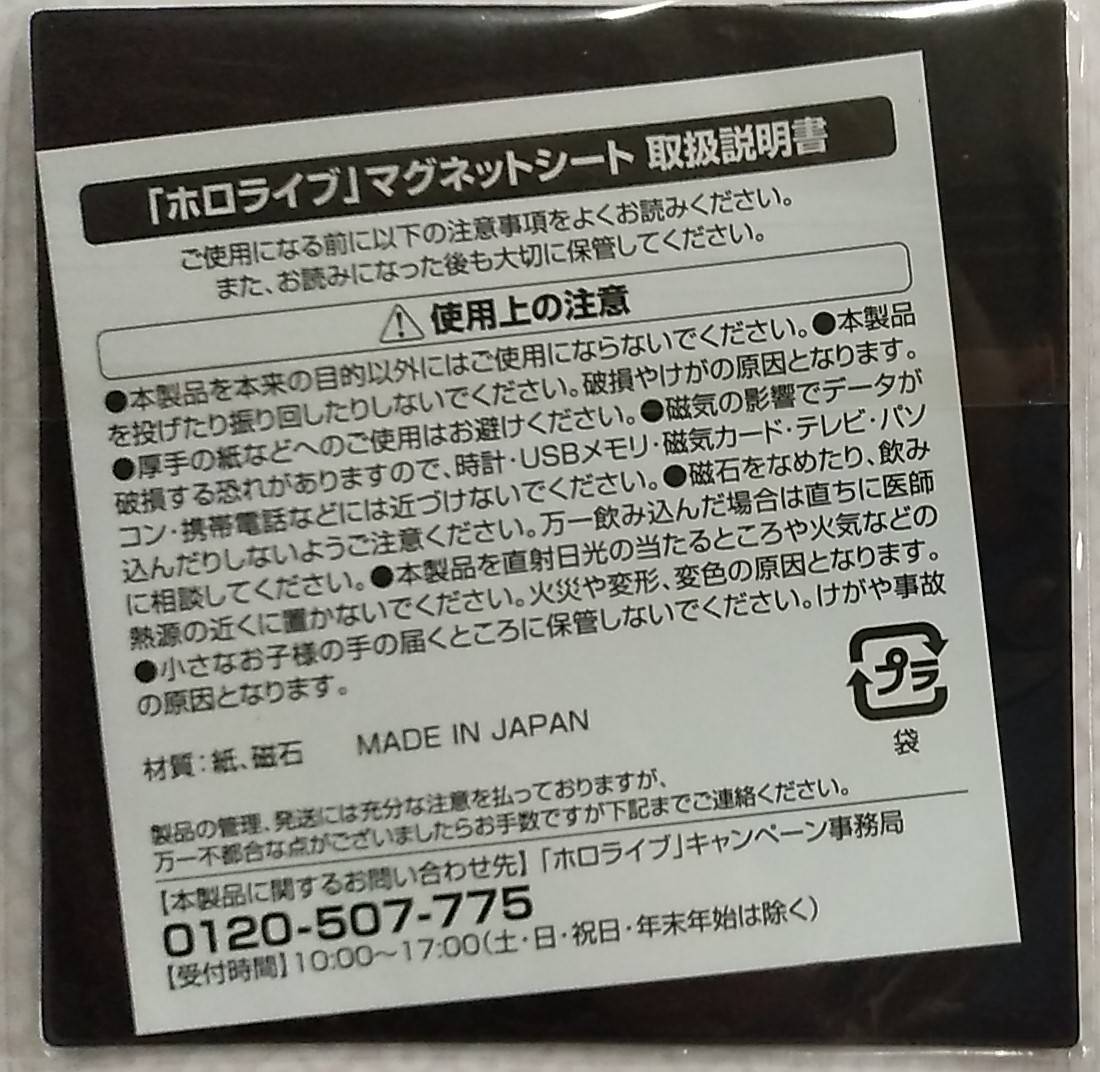 「ホロライブ」マグネットシート 取扱説明書
ご使用になる前に以下の注意事項をよくお読みください。
また、お読みになった後も大切に保管してください。
使用上の注意
●本製品を本来の目的以外にはご使用にならないでください。●本製品
を投げたり振り回したりしないでください。破損やけがの原因となります。
●厚手の紙などへのご使用はお避けください。●磁気の影響でデータが
破損する恐れがありますので、時計・USBメモリ・磁気カード・テレビ・パソ
コン・携帯電話などには近づけないでください。●磁石をなめたり、飲み
込んだりしないようご注意ください。万一飲み込んだ場合は直ちに医師
に相談してください。●本製品を直射日光の当たるところや火気などの
熱源の近くに置かないでください。火災や変形、変色の原因となります。
●小さなお子様の手の届くところに保管しないでください。けがや事故
の原因となります。
プラ
袋
材質：紙、磁石 MADE IN JAPAN
製品の管理、発送には充分な注意を払っておりますが、
万一不都合な点がございましたらお手数ですが下記までご連絡ください。
【本製品に関するお問い合わせ先】「ホロライブ」キャンペーン事務局
0120-507-775
【受付時間】10:00～17:00（土・日・祝日・年末年始は除く）